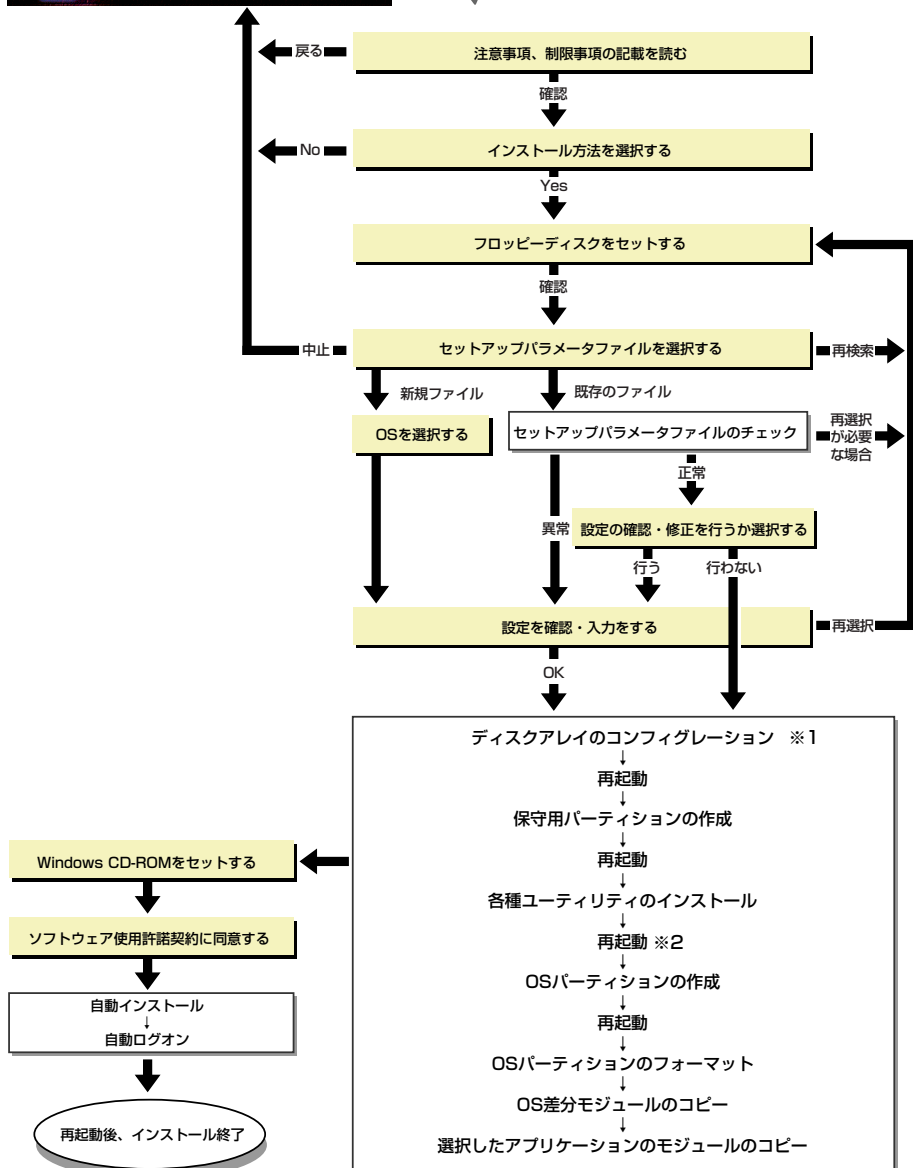 戻る
注意事項、制限事項の記載を読む
確認
No
インストール方法を選択する
Yes
フロッピーディスクをセットする
確認
中止
セットアップパラメータファイルを選択する
再検索
新規ファイル
既存のファイル
OSを選択する
セットアップパラメータファイルのチェック
再選択
が必要
な場合
正常
異常
設定の確認・修正を行うか選択する
行う
行わない
設定を確認・入力をする
再選択
OK
ディスクアレイのコンフィグレーション ※1
↓
再起動
↓
保守用パーティションの作成
↓
再起動
↓
各種ユーティリティのインストール
↓
再起動 ※2
↓
OSパーティションの作成
↓
再起動
↓
OSパーティションのフォーマット
↓
OS差分モジュールのコピー
↓
選択したアプリケーションのモジュールのコピー
Windows CD-ROMをセットする
ソフトウェア使用許諾契約に同意する
自動インストール
↓
自動ログオン
再起動後、インストール終了